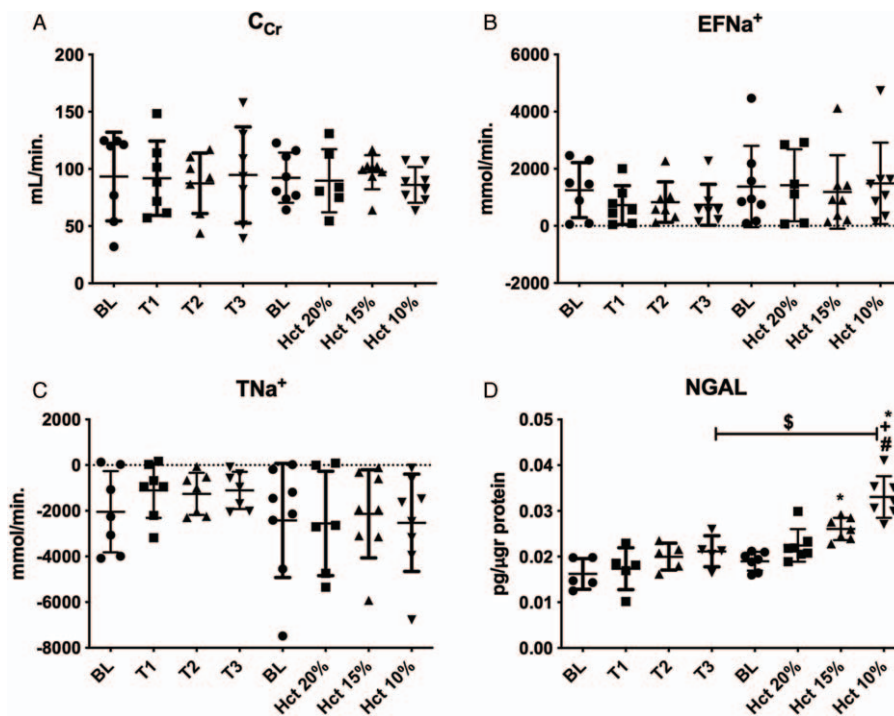 A
C_Cr
mL/min.
200
150
100
50
0
BL
T1
T2
T3
BL
Hct 20%
Hct 15%
Hct 10%
B
EFNa⁺
mmol/min.
6000
4000
2000
0
-2000
BL
T1
T2
T3
BL
Hct 20%
Hct 15%
Hct 10%
C
TNa⁺
mmol/min.
2000
0
-2000
-4000
-6000
-8000
BL
T1
T2
T3
BL
Hct 20%
Hct 15%
Hct 10%
D
NGAL
pg/µgr protein
0.05
0.04
0.03
0.02
0.01
0.00
$
*
*
+
#
BL
T1
T2
T3
BL
Hct 20%
Hct 15%
Hct 10%